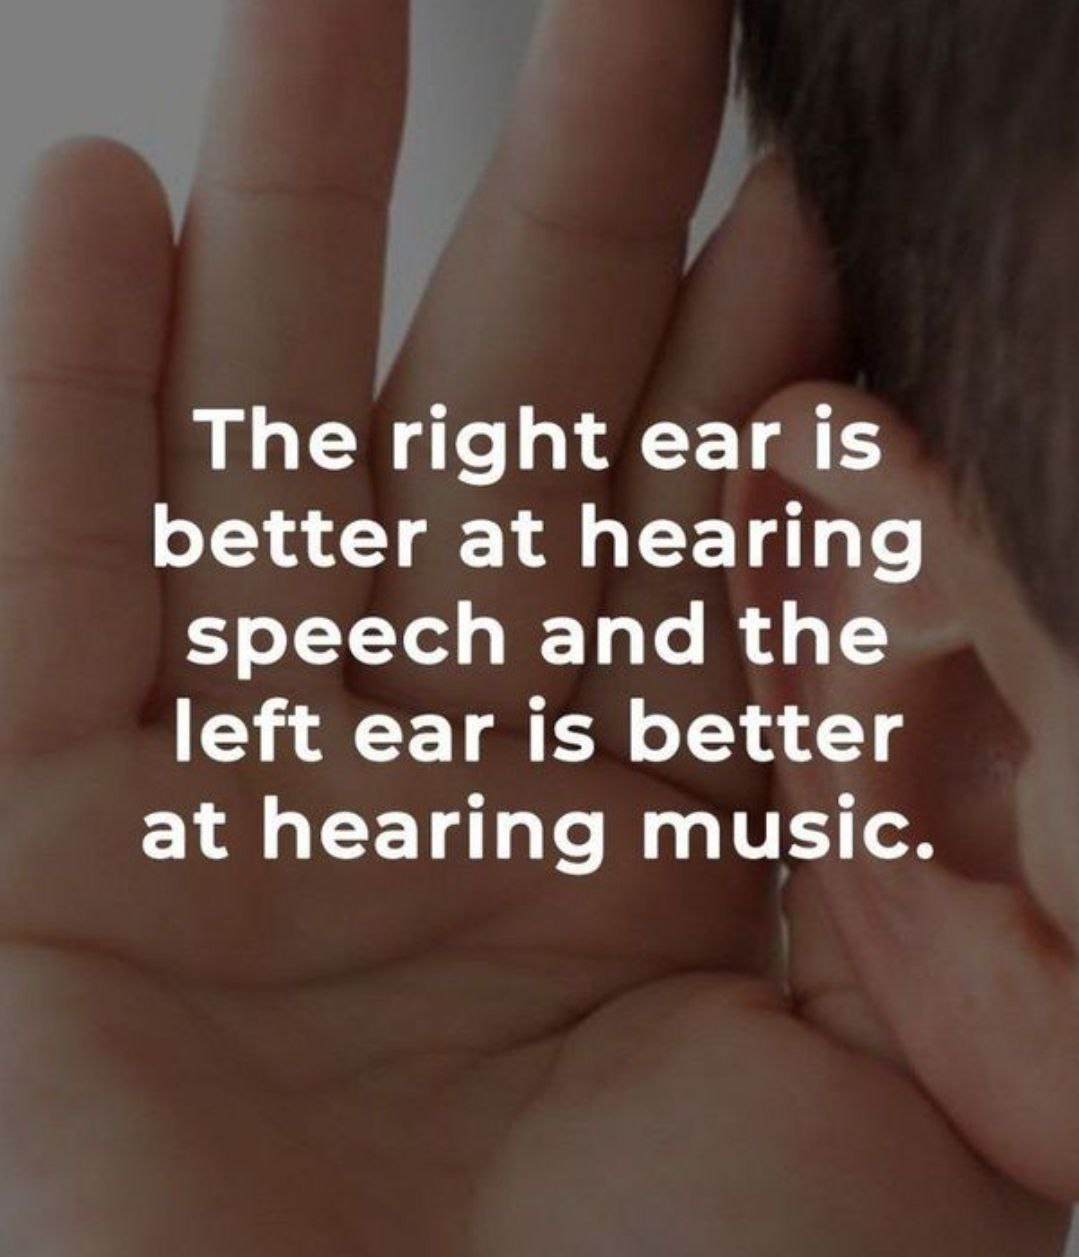 The right ear is
better at hearing
speech and the
left ear is better
at hearing music.